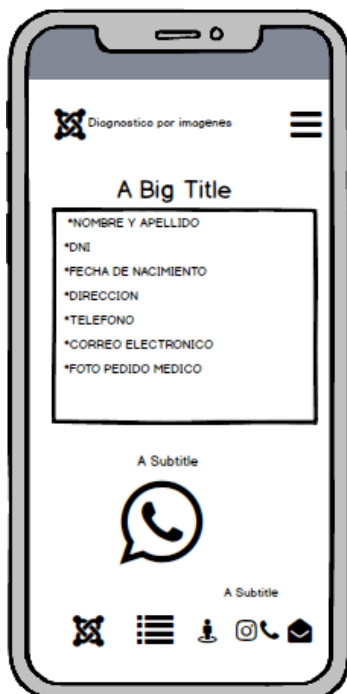 Diagnostico por imagenes
A Big Title
*NOMBRE Y APELLIDO
*DNI
*FECHA DE NACIMIENTO
*DIRECCION
*TELEFONO
*CORREO ELECTRONICO
*FOTO PEDIDO MEDICO
A Subtitle
A Subtitle